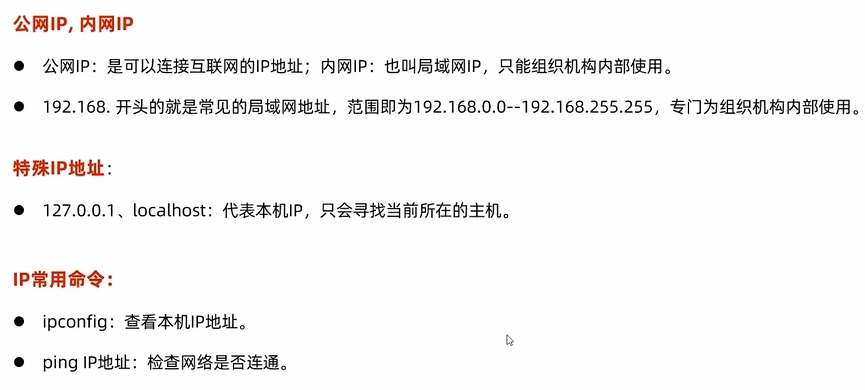 公网IP, 内网IP
● 公网IP：是可以连接互联网的IP地址；内网IP：也叫局域网IP，只能组织机构内部使用。
● 192.168. 开头的就是常见的局域网地址，范围即为192.168.0.0--192.168.255.255，专门为组织机构内部使用。
特殊IP地址：
● 127.0.0.1、localhost：代表本机IP，只会寻找当前所在的主机。
IP常用命令：
● ipconfig：查看本机IP地址。
● ping IP地址：检查网络是否连通。